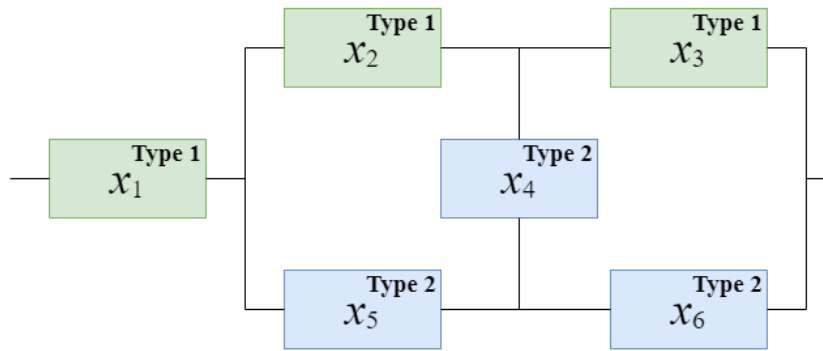 Type 1
x₂
Type 1
x₃
Type 1
x₁
Type 2
x₄
Type 2
x₅
Type 2
x₆